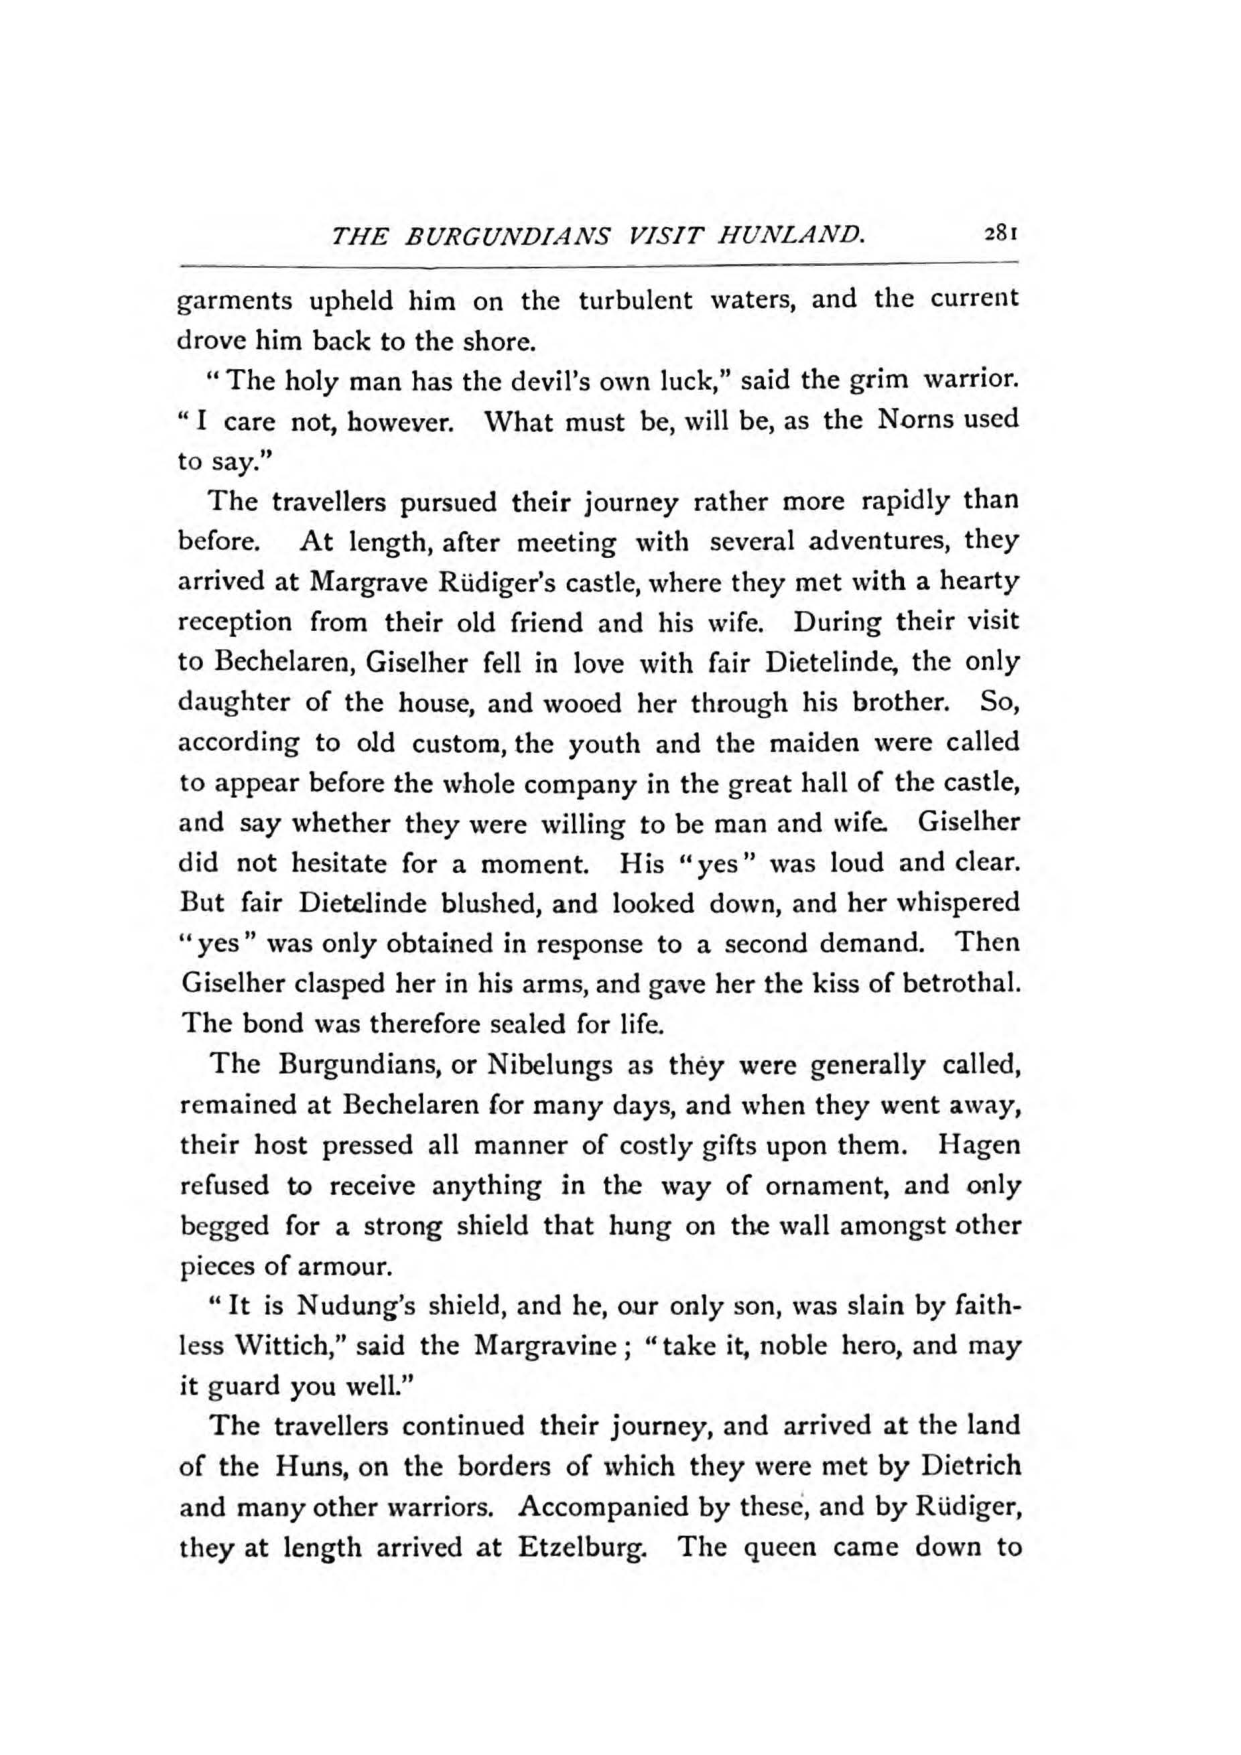 THE BURGUNDIANS VISIT HUNLAND. 281
garments upheld him on the turbulent waters, and the current
drove him back to the shore.
“The holy man has the devil's own luck,” said the grim warrior.
“I care not, however. What must be, will be, as the Norns used
to say.”
The travellers pursued their journey rather more rapidly than
before. At length, after meeting with several adventures, they
arrived at Margrave Rüdiger's castle, where they met with a hearty
reception from their old friend and his wife. During their visit
to Bechelaren, Giselher fell in love with fair Dietelinde, the only
daughter of the house, and wooed her through his brother. So,
according to old custom, the youth and the maiden were called
to appear before the whole company in the great hall of the castle,
and say whether they were willing to be man and wife. Giselher
did not hesitate for a moment. His “yes” was loud and clear.
But fair Dietelinde blushed, and looked down, and her whispered
“yes” was only obtained in response to a second demand. Then
Giselher clasped her in his arms, and gave her the kiss of betrothal.
The bond was therefore sealed for life.
The Burgundians, or Nibelungs as they were generally called,
remained at Bechelaren for many days, and when they went away,
their host pressed all manner of costly gifts upon them. Hagen
refused to receive anything in the way of ornament, and only
begged for a strong shield that hung on the wall amongst other
pieces of armour.
“It is Nudung's shield, and he, our only son, was slain by faith-
less Wittich,” said the Margravine; “take it, noble hero, and may
it guard you well.”
The travellers continued their journey, and arrived at the land
of the Huns, on the borders of which they were met by Dietrich
and many other warriors. Accompanied by these, and by Rüdiger,
they at length arrived at Etzelburg. The queen came down to